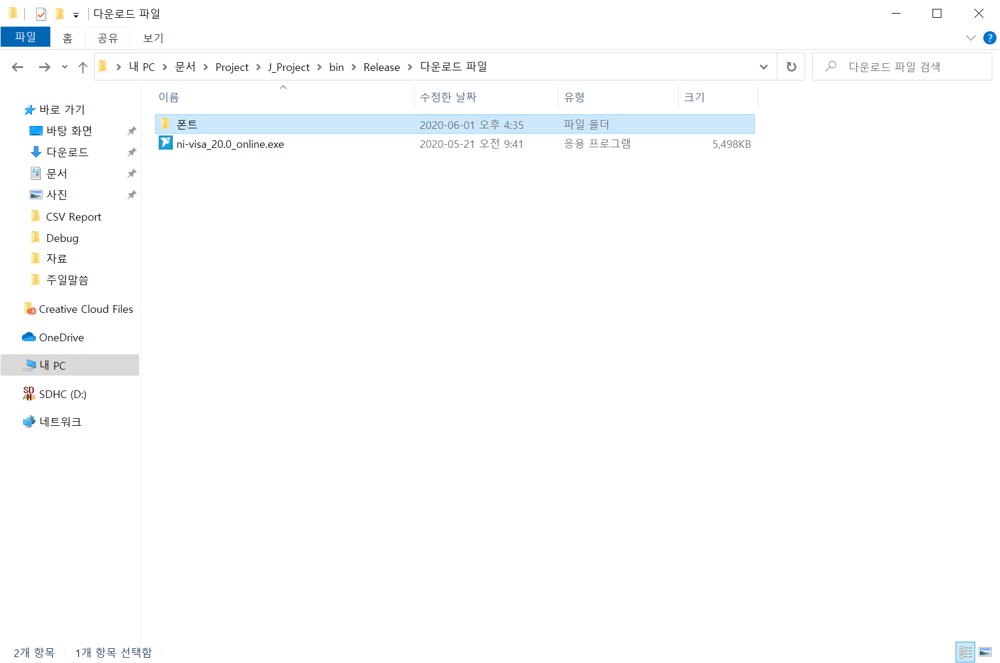 다운로드 파일
파일 홈 공유 보기
내 PC 문서 Project J_Project bin Release 다운로드 파일 다운로드 파일 검색
이름 수정한 날짜 유형 크기
폰트 2020-06-01 오후 4:35 파일 폴더
ni-visa_20.0_online.exe 2020-05-21 오전 9:41 응용 프로그램 5,498KB
바로 가기
바탕 화면
다운로드
문서
사진
CSV Report
Debug
자료
주일말씀
Creative Cloud Files
OneDrive
내 PC
SDHC (D:)
네트워크
2개 항목 1개 항목 선택함